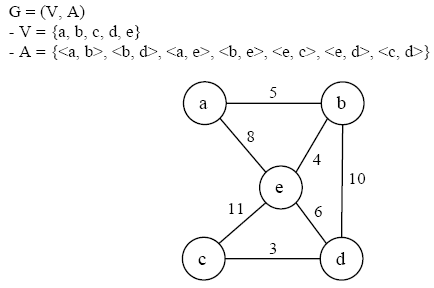 G = (V, A)
- V = {a, b, c, d, e}
- A = {<a, b>, <b, d>, <a, e>, <b, e>, <e, c>, <e, d>, <c, d>}
5
a
b
8
4
10
e
11
6
3
c
d